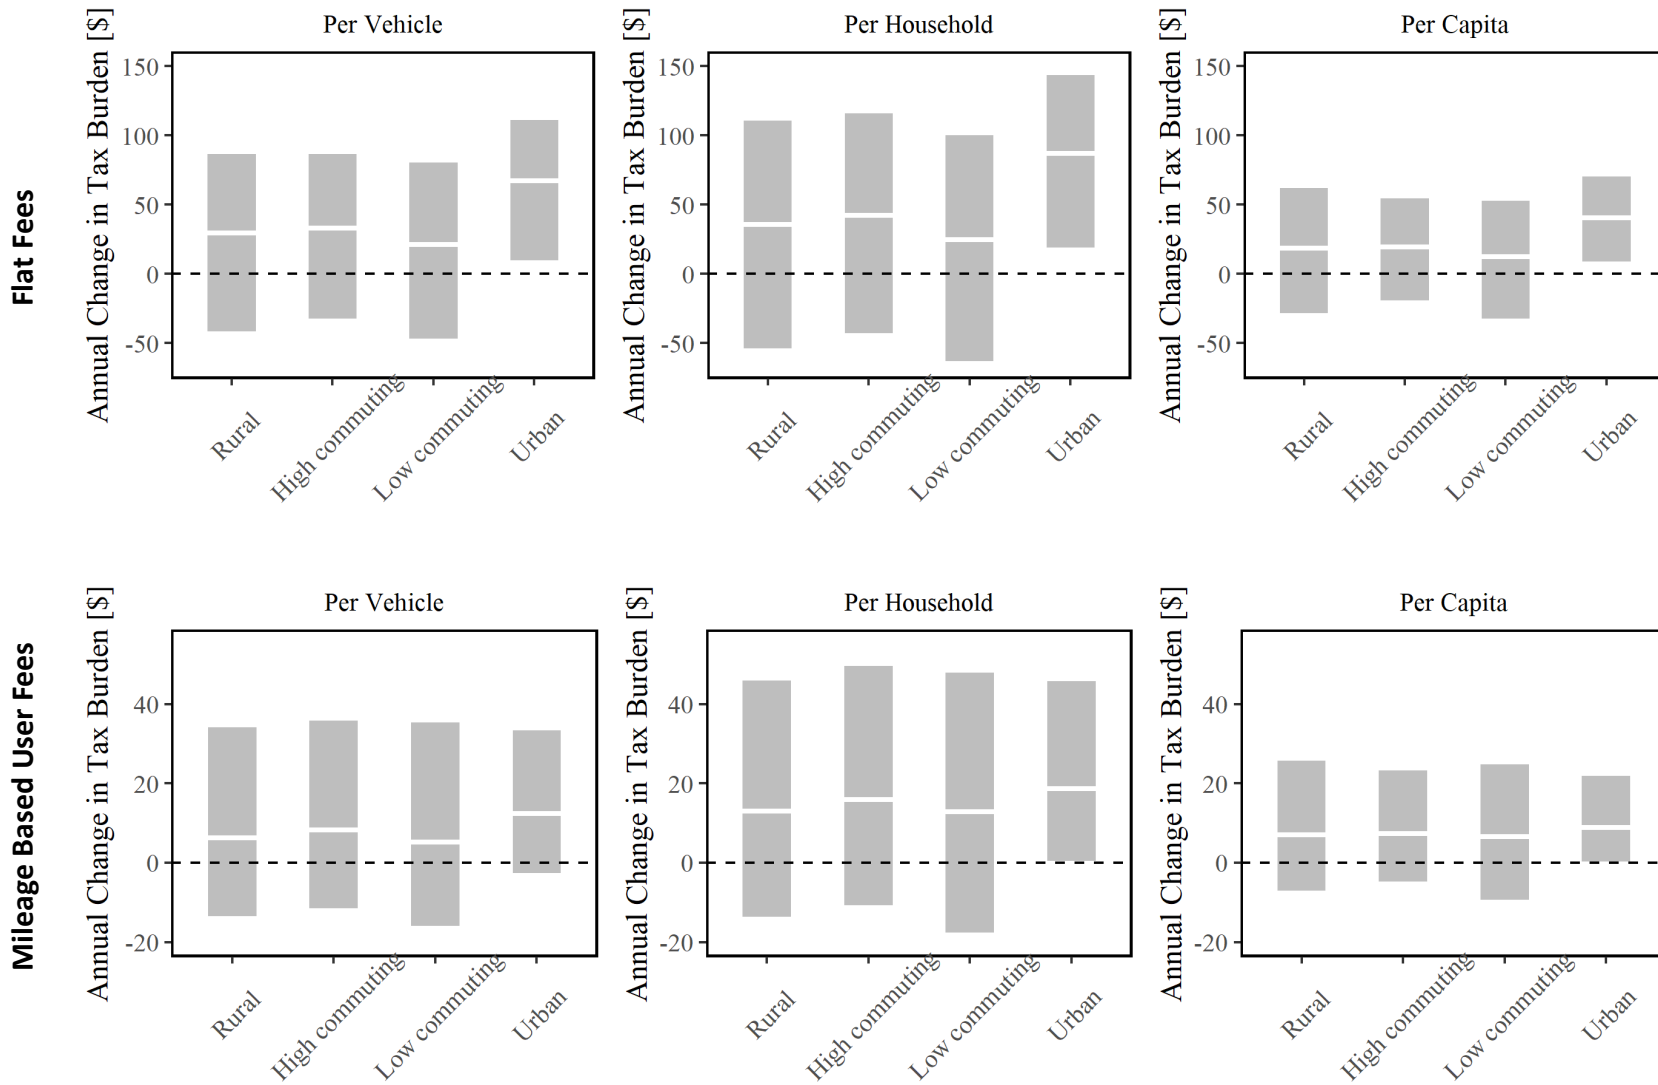 Flat Fees
Per Vehicle
Annual Change in Tax Burden [$]
150
100
50
0
-50
Rural
High commuting
Low commuting
Urban
Per Household
Annual Change in Tax Burden [$]
150
100
50
0
-50
Rural
High commuting
Low commuting
Urban
Per Capita
Annual Change in Tax Burden [$]
150
100
50
0
-50
Rural
High commuting
Low commuting
Urban
Mileage Based User Fees
Per Vehicle
Annual Change in Tax Burden [$]
40
20
0
-20
Rural
High commuting
Low commuting
Urban
Per Household
Annual Change in Tax Burden [$]
40
20
0
-20
Rural
High commuting
Low commuting
Urban
Per Capita
Annual Change in Tax Burden [$]
40
20
0
-20
Rural
High commuting
Low commuting
Urban